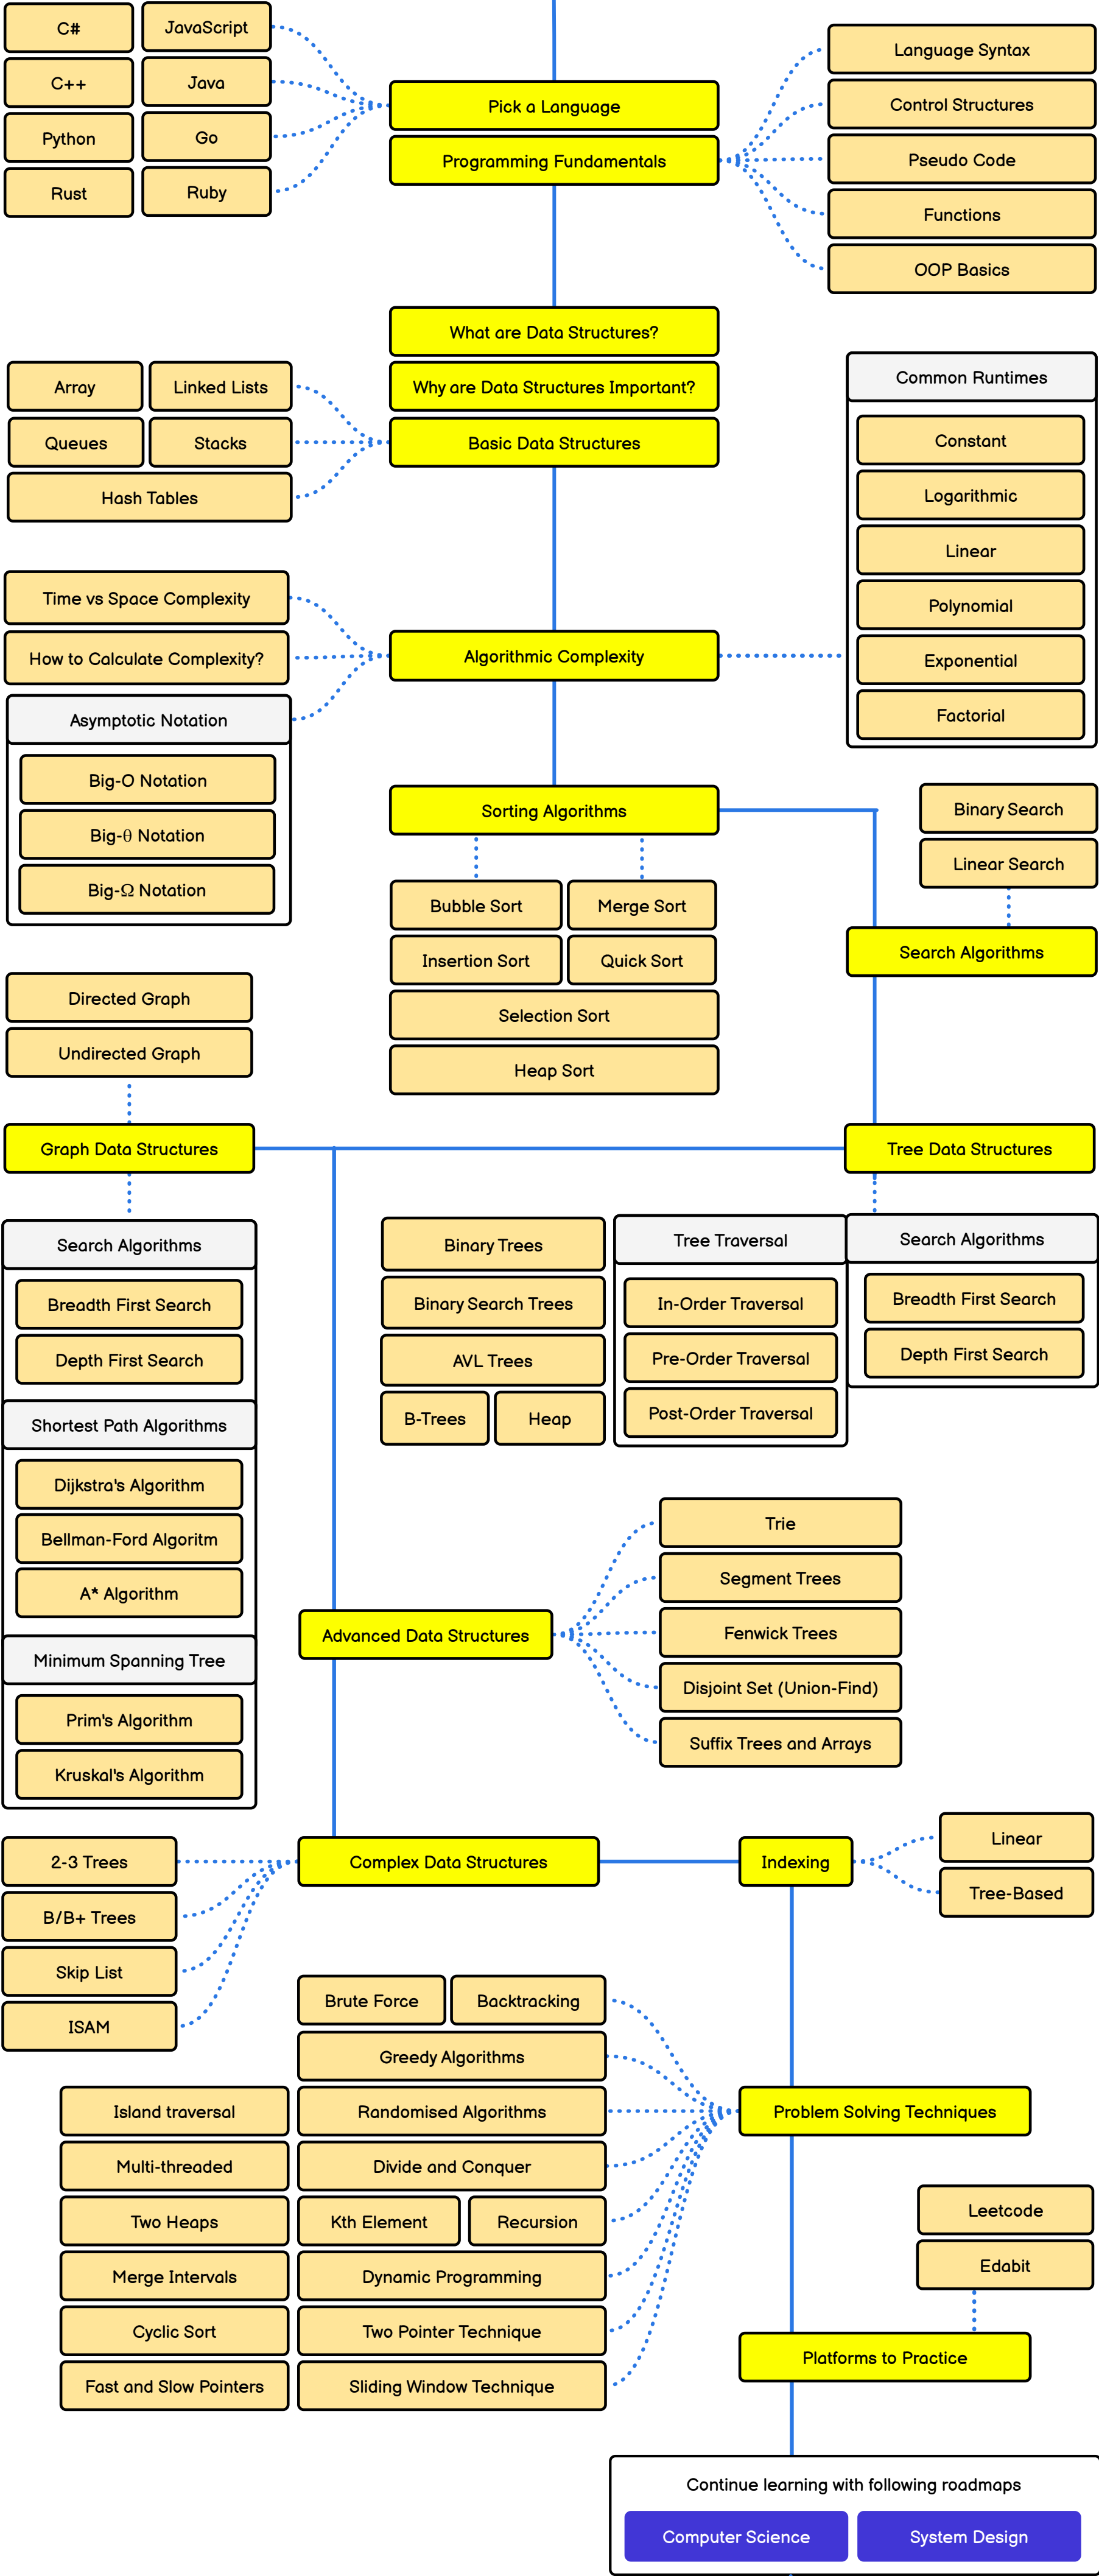 C#
JavaScript
C++
Java
Python
Go
Rust
Ruby
Pick a Language
Programming Fundamentals
Language Syntax
Control Structures
Pseudo Code
Functions
OOP Basics
What are Data Structures?
Why are Data Structures Important?
Basic Data Structures
Array
Linked Lists
Queues
Stacks
Hash Tables
Common Runtimes
Constant
Logarithmic
Linear
Polynomial
Exponential
Factorial
Time vs Space Complexity
How to Calculate Complexity?
Algorithmic Complexity
Asymptotic Notation
Big-O Notation
Big-θ Notation
Big-Ω Notation
Sorting Algorithms
Bubble Sort
Merge Sort
Insertion Sort
Quick Sort
Selection Sort
Heap Sort
Binary Search
Linear Search
Search Algorithms
Directed Graph
Undirected Graph
Graph Data Structures
Tree Data Structures
Search Algorithms
Breadth First Search
Depth First Search
Shortest Path Algorithms
Dijkstra's Algorithm
Bellman-Ford Algoritm
A* Algorithm
Minimum Spanning Tree
Prim's Algorithm
Kruskal's Algorithm
Binary Trees
Binary Search Trees
AVL Trees
B-Trees
Heap
Tree Traversal
In-Order Traversal
Pre-Order Traversal
Post-Order Traversal
Search Algorithms
Breadth First Search
Depth First Search
Advanced Data Structures
Trie
Segment Trees
Fenwick Trees
Disjoint Set (Union-Find)
Suffix Trees and Arrays
Complex Data Structures
2-3 Trees
B/B+ Trees
Skip List
ISAM
Indexing
Linear
Tree-Based
Brute Force
Backtracking
Greedy Algorithms
Island traversal
Randomised Algorithms
Multi-threaded
Divide and Conquer
Two Heaps
Kth Element
Recursion
Merge Intervals
Dynamic Programming
Cyclic Sort
Two Pointer Technique
Fast and Slow Pointers
Sliding Window Technique
Problem Solving Techniques
Leetcode
Edabit
Platforms to Practice
Continue learning with following roadmaps
Computer Science
System Design